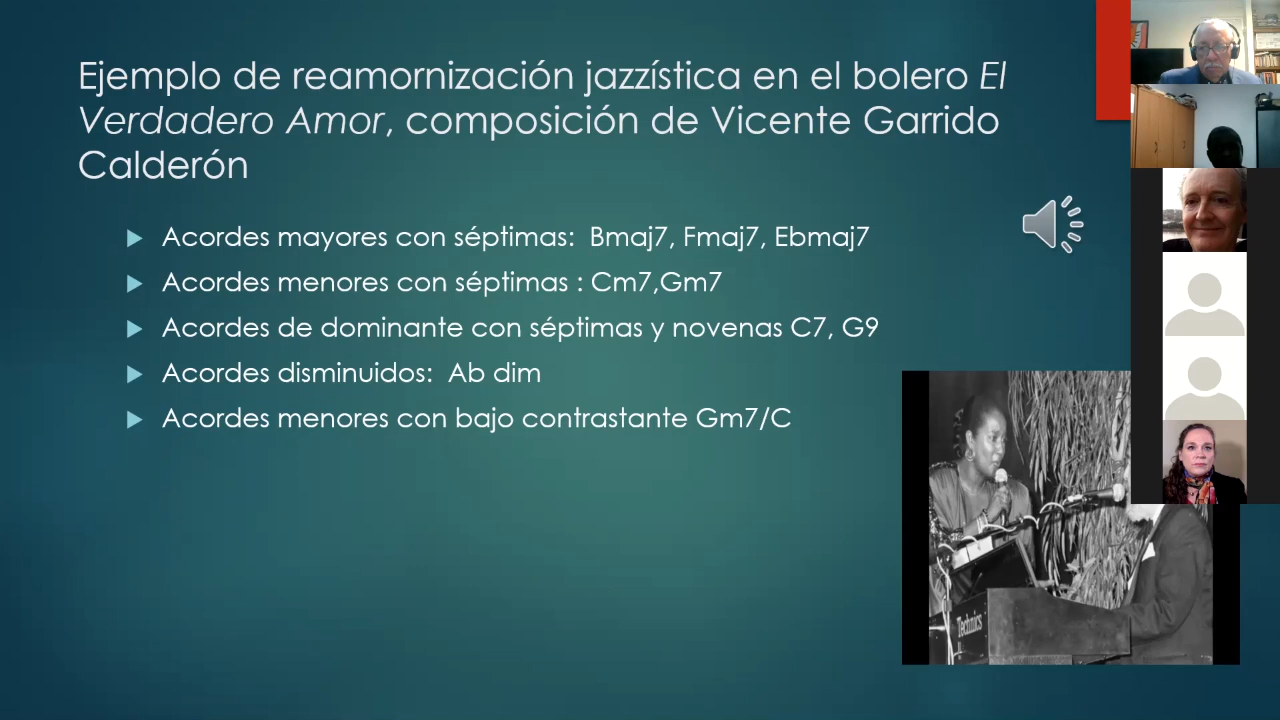 Ejemplo de reamornización jazzística en el bolero El
Verdadero Amor, composición de Vicente Garrido
Calderón
Acordes mayores con séptimas:  Bmaj7, Fmaj7, Ebmaj7
Acordes menores con séptimas : Cm7,Gm7
Acordes de dominante con séptimas y novenas C7, G9
Acordes disminuidos:  Ab dim
Acordes menores con bajo contrastante Gm7/C
Technics